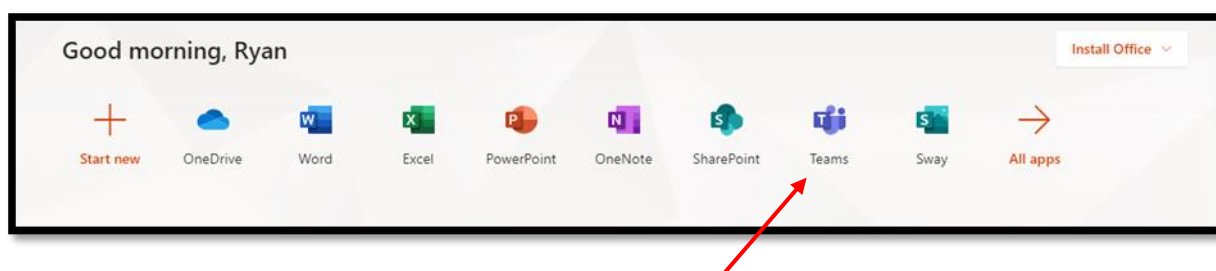 Good morning, Ryan
Install Office
W X P N S T S
Start new OneDrive Word Excel PowerPoint OneNote SharePoint Teams Sway All apps